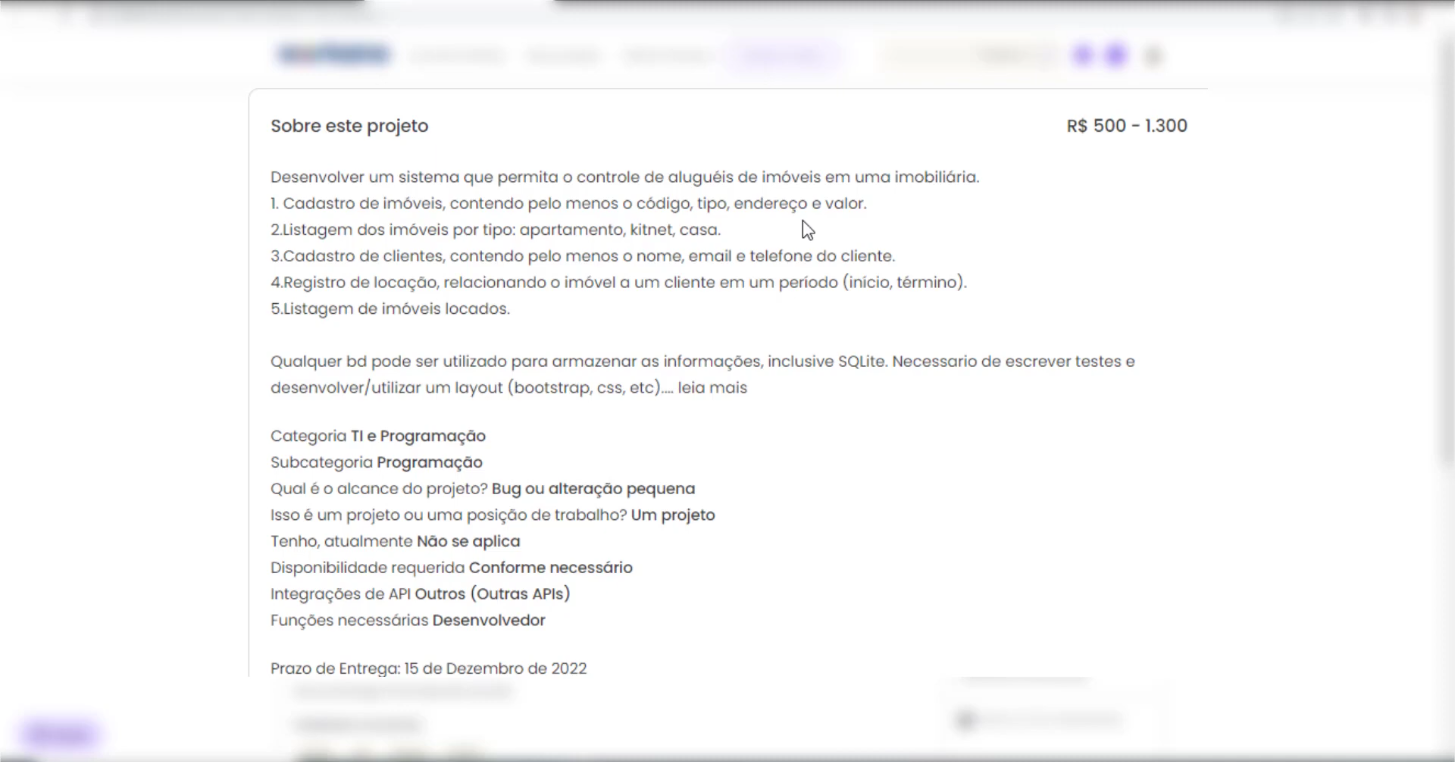 Sobre este projeto
R$ 500 - 1.300
Desenvolver um sistema que permita o controle de aluguéis de imóveis em uma imobiliária.
1. Cadastro de imóveis, contendo pelo menos o código, tipo, endereço e valor.
2.Listagem dos imóveis por tipo: apartamento, kitnet, casa.
3.Cadastro de clientes, contendo pelo menos o nome, email e telefone do cliente.
4.Registro de locação, relacionando o imóvel a um cliente em um período (início, término).
5.Listagem de imóveis locados.
Qualquer bd pode ser utilizado para armazenar as informações, inclusive SQLite. Necessario de escrever testes e
desenvolver/utilizar um layout (bootstrap, css, etc).... leia mais
Categoria TI e Programação
Subcategoria Programação
Qual é o alcance do projeto? Bug ou alteração pequena
Isso é um projeto ou uma posição de trabalho? Um projeto
Tenho, atualmente Não se aplica
Disponibilidade requerida Conforme necessário
Integrações de API Outros (Outras APIs)
Funções necessárias Desenvolvedor
Prazo de Entrega: 15 de Dezembro de 2022